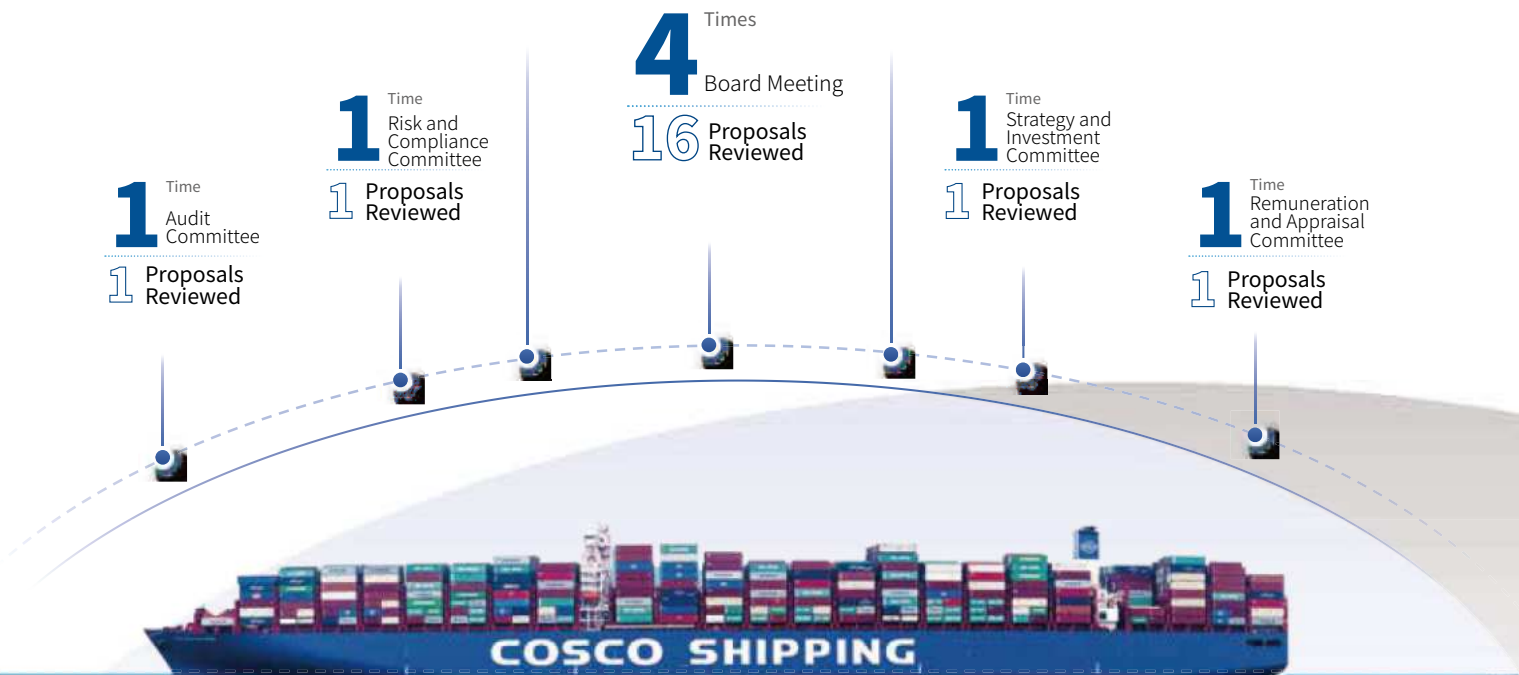 4 Times
Board Meeting
16 Proposals
Reviewed
1 Time
Risk and
Compliance
Committee
1 Proposals
Reviewed
1 Time
Strategy and
Investment
Committee
1 Proposals
Reviewed
1 Time
Audit
Committee
1 Proposals
Reviewed
1 Time
Remuneration
and Appraisal
Committee
1 Proposals
Reviewed
COSCO SHIPPING